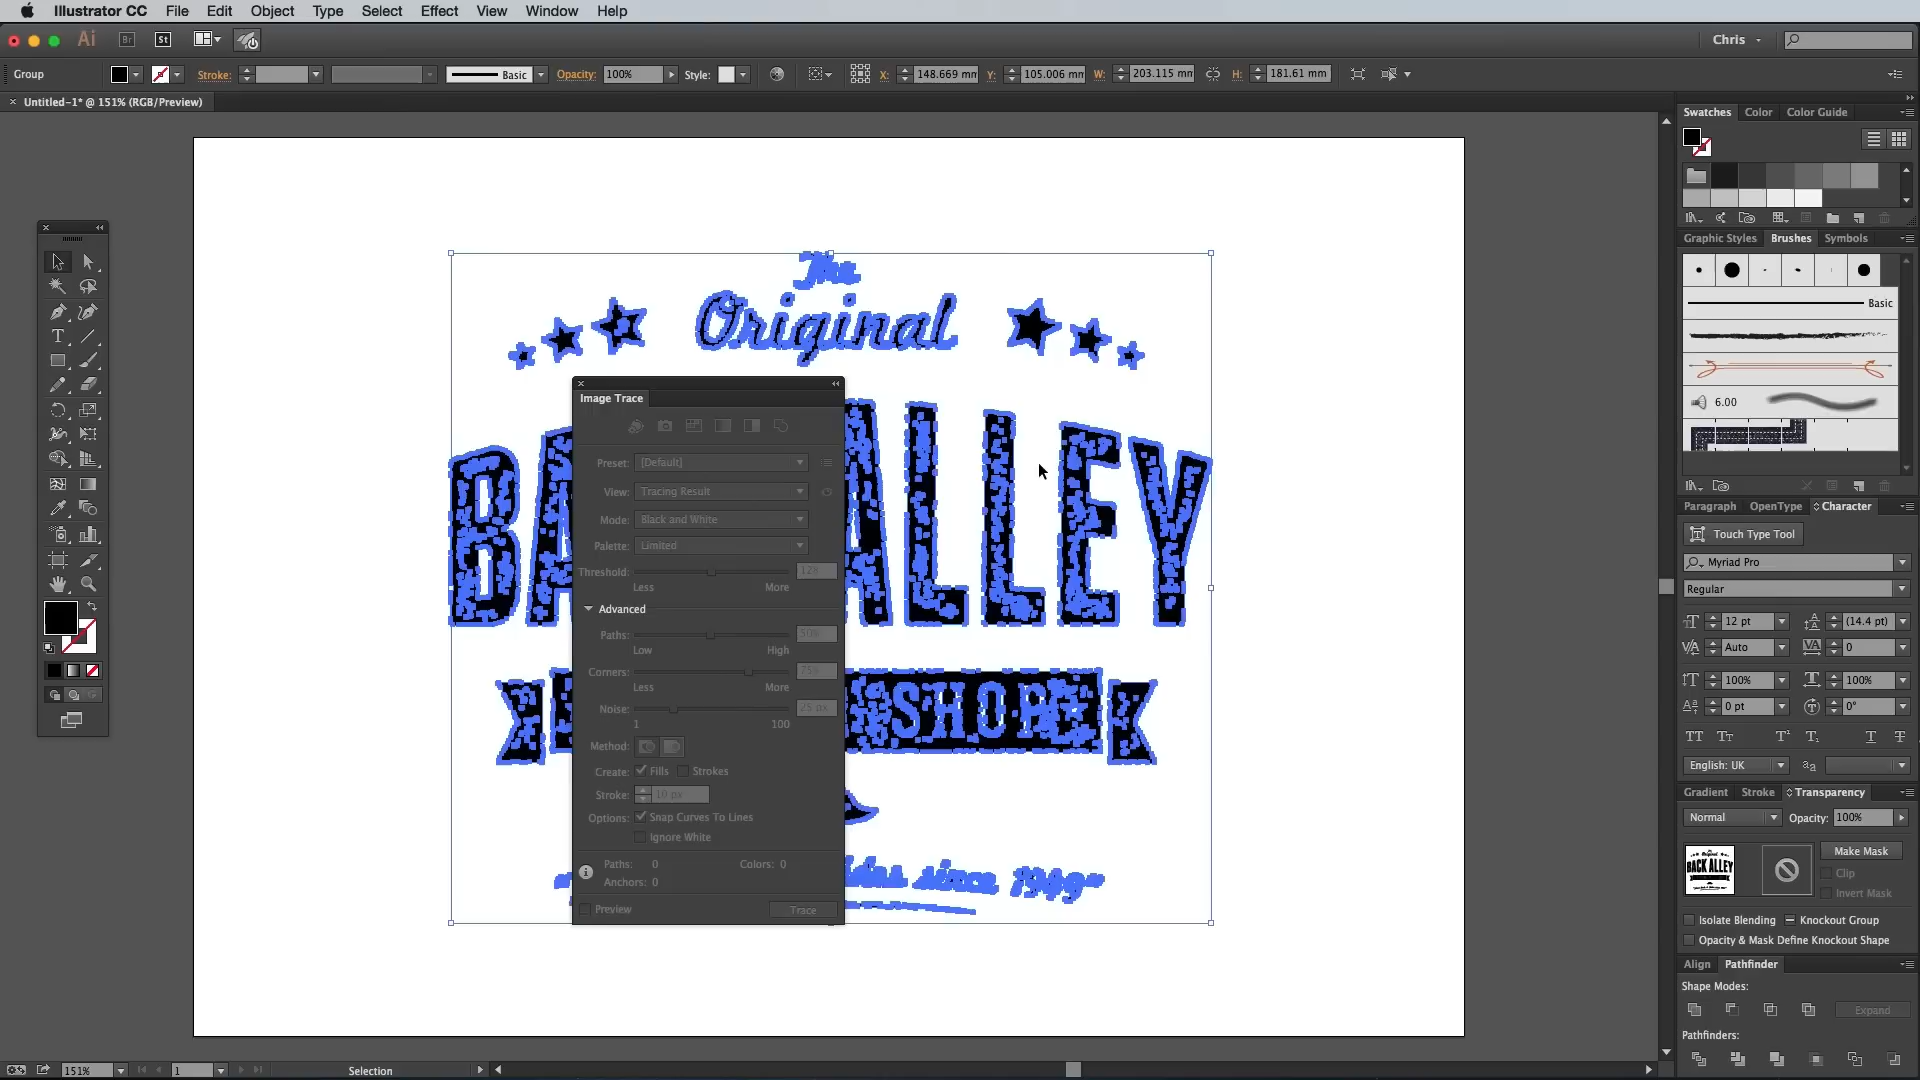 Illustrator CC File Edit Object Type Select Effect View Window Help
Ai Br St Chris
Group Stroke: Basic Opacity: 100% Style: X: 148.669 mm Y: 105.006 mm W: 203.115 mm H: 181.61 mm
Untitled-1* @ 151% (RGB/Preview)
The
Original
ALLEY
SHOP
since 1949
Image Trace
Preset: [Default]
View: Tracing Result
Mode: Black and White
Palette: Limited
Threshold:
Less More
Advanced
Paths: 50%
Low High
Corners: 75%
Less More
Noise: 25 px
1 100
Method:
Create: Fills Strokes
Stroke: 10 px
Options: Snap Curves To Lines
Ignore White
Paths: 0 Colors: 0
Anchors: 0
Preview Trace
Swatches Color Color Guide
Graphic Styles Brushes Symbols
Basic
6.00
Paragraph OpenType Character
Touch Type Tool
Myriad Pro
Regular
12 pt (14.4 pt)
Auto 0
100% 100%
0 pt 0°
English: UK
Gradient Stroke Transparency
Normal Opacity: 100%
BACK ALLEY
Make Mask
Clip
Invert Mask
Isolate Blending Knockout Group
Opacity & Mask Define Knockout Shape
Align Pathfinder
Shape Modes:
Expand
Pathfinders:
151% 1 Selection